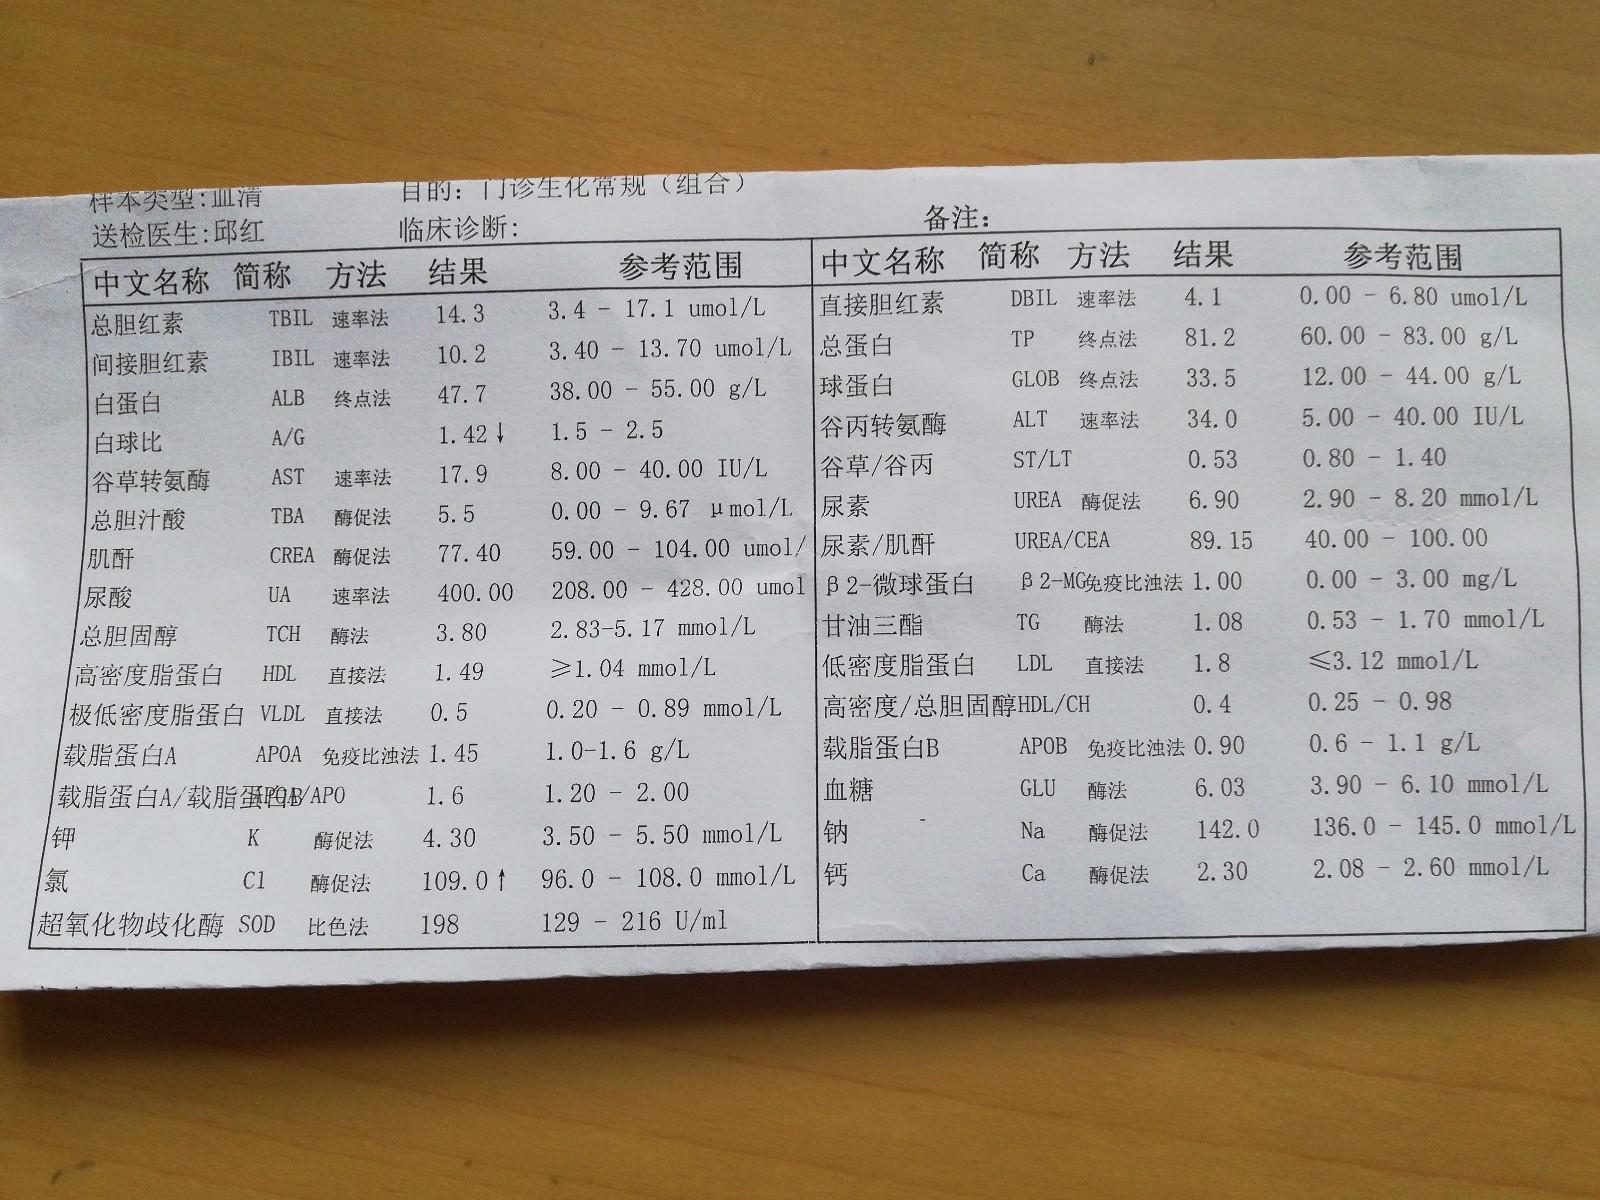 样本类型:血清 目的: 门诊生化常规（组合）
送检医生:邱红 临床诊断: 备注:
中文名称 简称 方法 结果 参考范围 中文名称 简称 方法 结果 参考范围
总胆红素 TBIL 速率法 14.3 3.4 - 17.1 umol/L 直接胆红素 DBIL 速率法 4.1 0.00 - 6.80 umol/L
间接胆红素 IBIL 速率法 10.2 3.40 - 13.70 umol/L 总蛋白 TP 终点法 81.2 60.00 - 83.00 g/L
白蛋白 ALB 终点法 47.7 38.00 - 55.00 g/L 球蛋白 GLOB 终点法 33.5 12.00 - 44.00 g/L
白球比 A/G 1.42↓ 1.5 - 2.5 谷丙转氨酶 ALT 速率法 34.0 5.00 - 40.00 IU/L
谷草转氨酶 AST 速率法 17.9 8.00 - 40.00 IU/L 谷草/谷丙 ST/LT 0.53 0.80 - 1.40
总胆汁酸 TBA 酶促法 5.5 0.00 - 9.67 μmol/L 尿素 UREA 酶促法 6.90 2.90 - 8.20 mmol/L
肌酐 CREA 酶促法 77.40 59.00 - 104.00 umol/ 尿素/肌酐 UREA/CEA 89.15 40.00 - 100.00
尿酸 UA 速率法 400.00 208.00 - 428.00 umol β2-微球蛋白 β2-MG免疫比浊法 1.00 0.00 - 3.00 mg/L
总胆固醇 TCH 酶法 3.80 2.83-5.17 mmol/L 甘油三酯 TG 酶法 1.08 0.53 - 1.70 mmol/L
高密度脂蛋白 HDL 直接法 1.49 ≥1.04 mmol/L 低密度脂蛋白 LDL 直接法 1.8 ≤3.12 mmol/L
极低密度脂蛋白 VLDL 直接法 0.5 0.20 - 0.89 mmol/L 高密度/总胆固醇HDL/CH 0.4 0.25 - 0.98
载脂蛋白A APOA 免疫比浊法 1.45 1.0-1.6 g/L 载脂蛋白B APOB 免疫比浊法 0.90 0.6 - 1.1 g/L
载脂蛋白A/载脂蛋白B APOA/APO 1.6 1.20 - 2.00 血糖 GLU 酶法 6.03 3.90 - 6.10 mmol/L
钾 K 酶促法 4.30 3.50 - 5.50 mmol/L 钠 Na 酶促法 142.0 136.0 - 145.0 mmol/L
氯 Cl 酶促法 109.0↑ 96.0 - 108.0 mmol/L 钙 Ca 酶促法 2.30 2.08 - 2.60 mmol/L
超氧化物歧化酶 SOD 比色法 198 129 - 216 U/ml